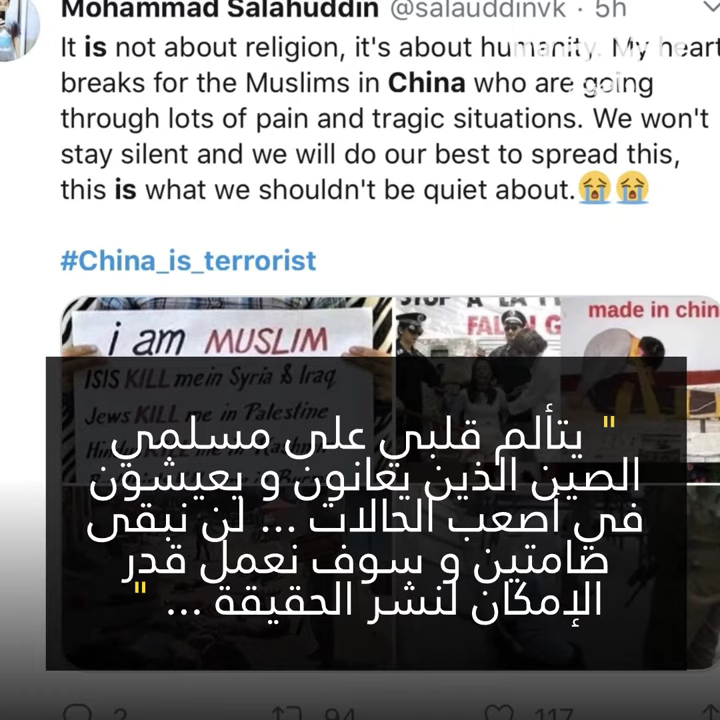 Mohammad Salahuddin @salauddinvk · 5h
It is not about religion, it's about humanity. My heart
breaks for the Muslims in China who are going
through lots of pain and tragic situations. We won't
stay silent and we will do our best to spread this,
this is what we shouldn't be quiet about.😭😭
#China_is_terrorist
i am MUSLIM
ISIS KILL me in Syria & Iraq
Jews KILL me in Palestine
STOP
FAL
G
made in chin
" يتألم قلبي على مسلمي
الصين الذين يعانون و يعيشون
في أصعب الحالات ... لن نبقى
صامتين و سوف نعمل قدر
الإمكان لنشر الحقيقة ... "
2
94
117